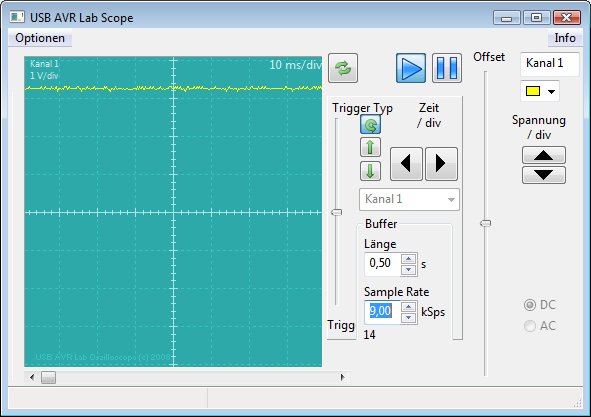 USB AVR Lab Scope
Optionen
Info
Kanal 1
1 V/div
10 ms/div
Offset
Kanal 1
Trigger Typ
Zeit
/ div
Spannung
/ div
Kanal 1
Buffer
Länge
0,50 s
Sample Rate
9,00 kSps
Trigg
14
DC
AC
USB AVR Lab Oszilloscope (c) 2008